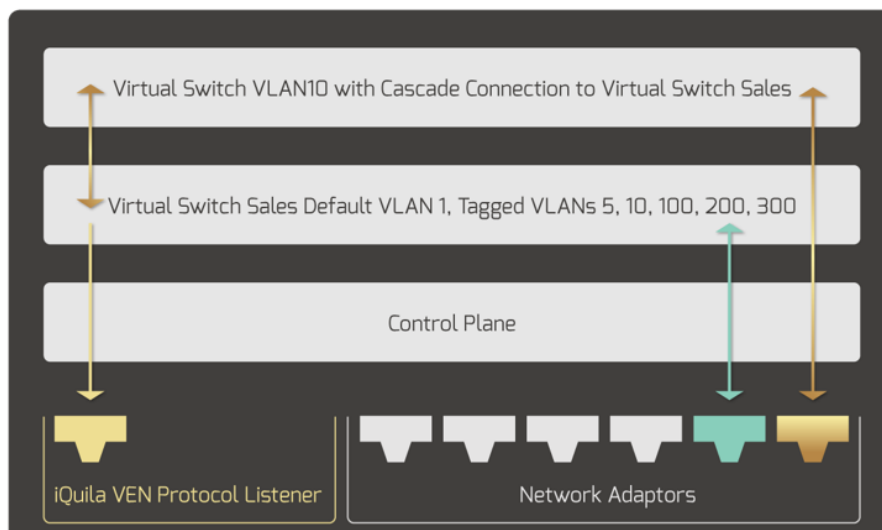 Virtual Switch VLAN10 with Cascade Connection to Virtual Switch Sales
Virtual Switch Sales Default VLAN 1, Tagged VLANs 5, 10, 100, 200, 300
Control Plane
iQuila VEN Protocol Listener
Network Adaptors